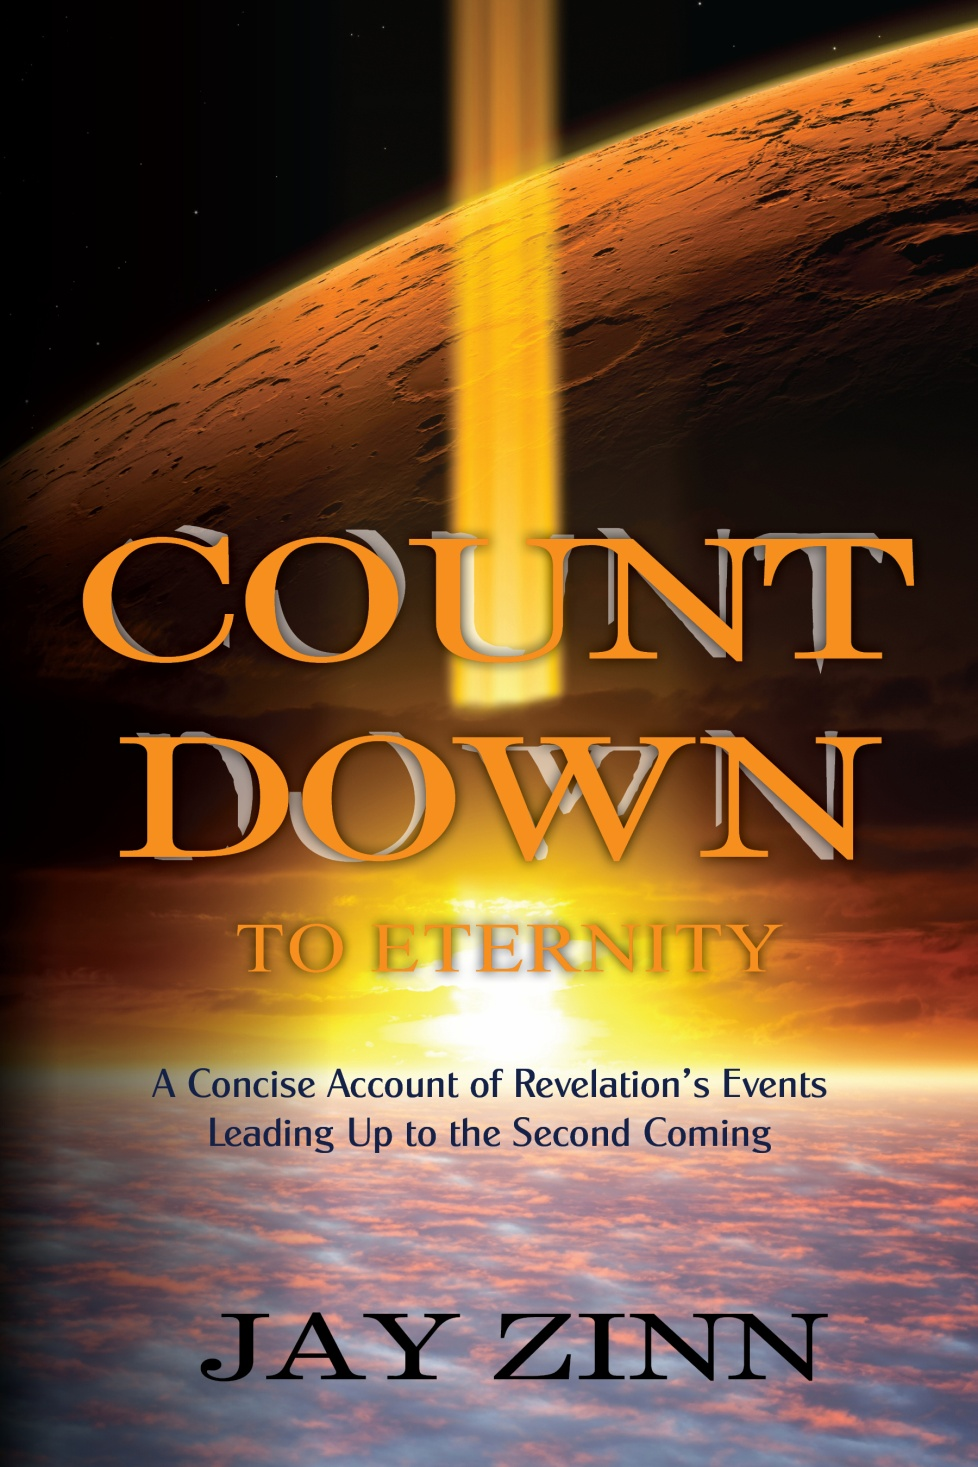 COUNT
DOWN
TO ETERNITY
A Concise Account of Revelation's Events
Leading Up to the Second Coming
JAY ZINN